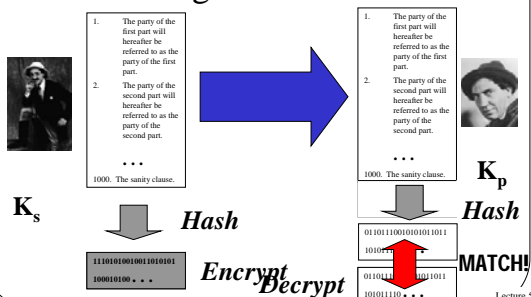 1. The party of the
first part will
hereafter be
referred to as the
party of the first
part.
2. The party of the
second part will
hereafter be
referred to as the
party of the
second part.
...
1000. The sanity clause.
Ks
Hash
11101010010011010101
100010100...
Encrypt
1. The party of the
first part will
hereafter be
referred to as the
party of the first
part.
2. The party of the
second part will
hereafter be
referred to as the
party of the
second part.
...
1000. The sanity clause.
Kp
Hash
01101110010101011011
MATCH!
Decrypt
101011110...